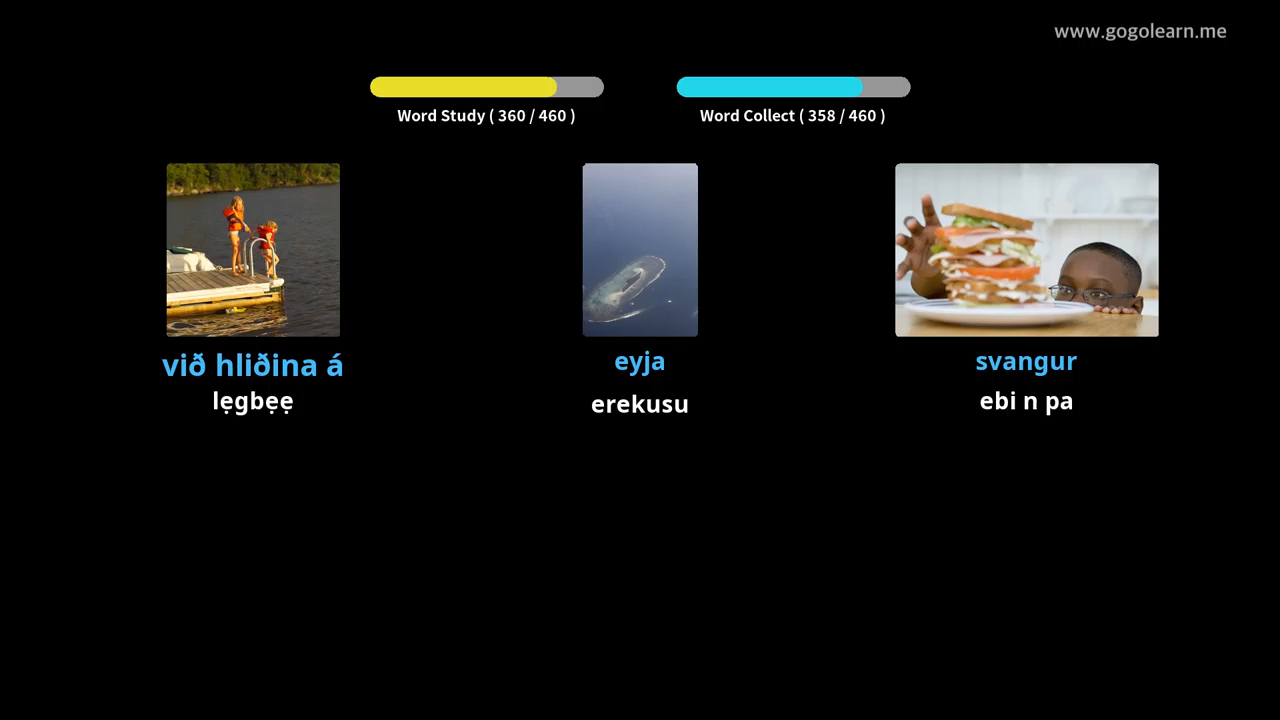 www.gogolearn.me
Word Study ( 360 / 460 )
Word Collect ( 358 / 460 )
við hliðina á
eyja
svangur
lẹgbẹẹ
erekusu
ebi n pa